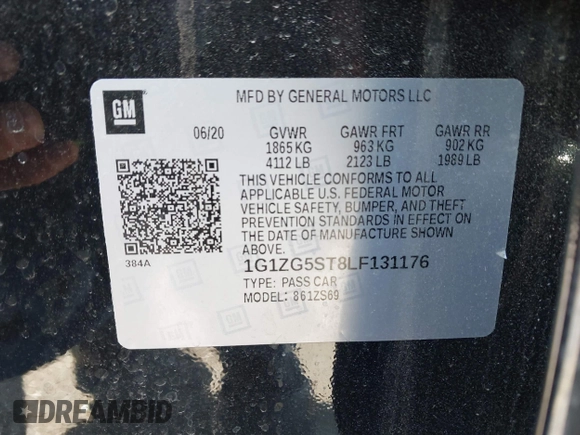 GM
MFD BY GENERAL MOTORS LLC
06/20 GVWR GAWR FRT GAWR RR
1865 KG 963 KG 902 KG
4112 LB 2123 LB 1989 LB
THIS VEHICLE CONFORMS TO ALL
APPLICABLE U.S. FEDERAL MOTOR
VEHICLE SAFETY, BUMPER, AND THEFT
PREVENTION STANDARDS IN EFFECT ON
THE DATE OF MANUFACTURE SHOWN
ABOVE.
384A
1G1ZG5ST8LF131176
TYPE: PASS CAR
MODEL: 861ZS69
DREAMBID